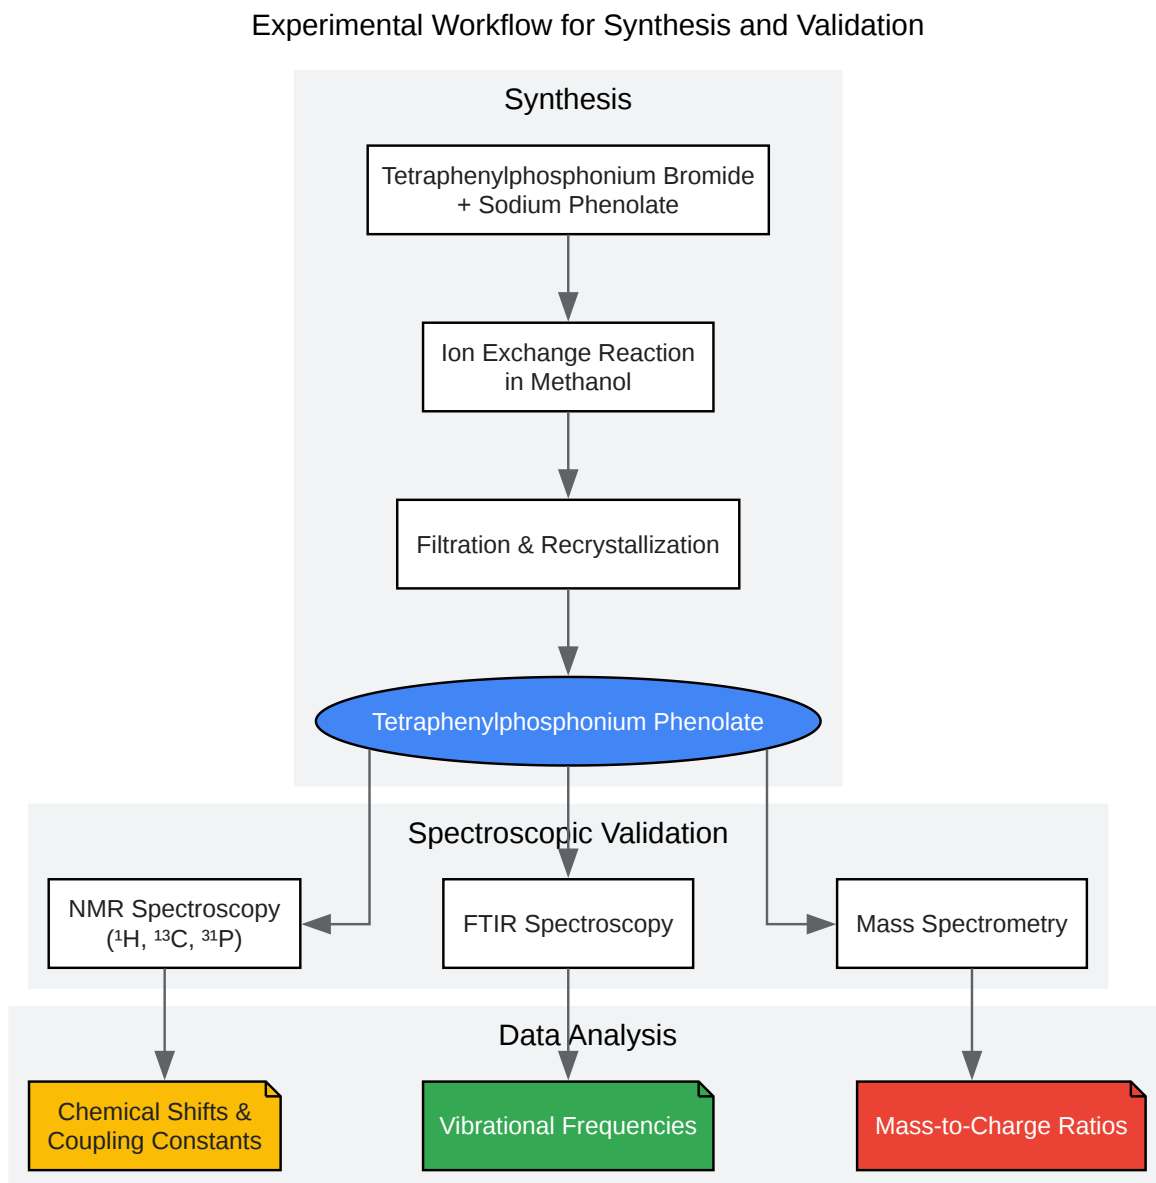 Experimental Workflow for Synthesis and Validation
Synthesis
Tetraphenylphosphonium Bromide
+ Sodium Phenolate
Ion Exchange Reaction
in Methanol
Filtration & Recrystallization
Tetraphenylphosphonium Phenolate
Spectroscopic Validation
NMR Spectroscopy
(¹H, ¹³C, ³¹P)
FTIR Spectroscopy
Mass Spectrometry
Data Analysis
Chemical Shifts &
Coupling Constants
Vibrational Frequencies
Mass-to-Charge Ratios